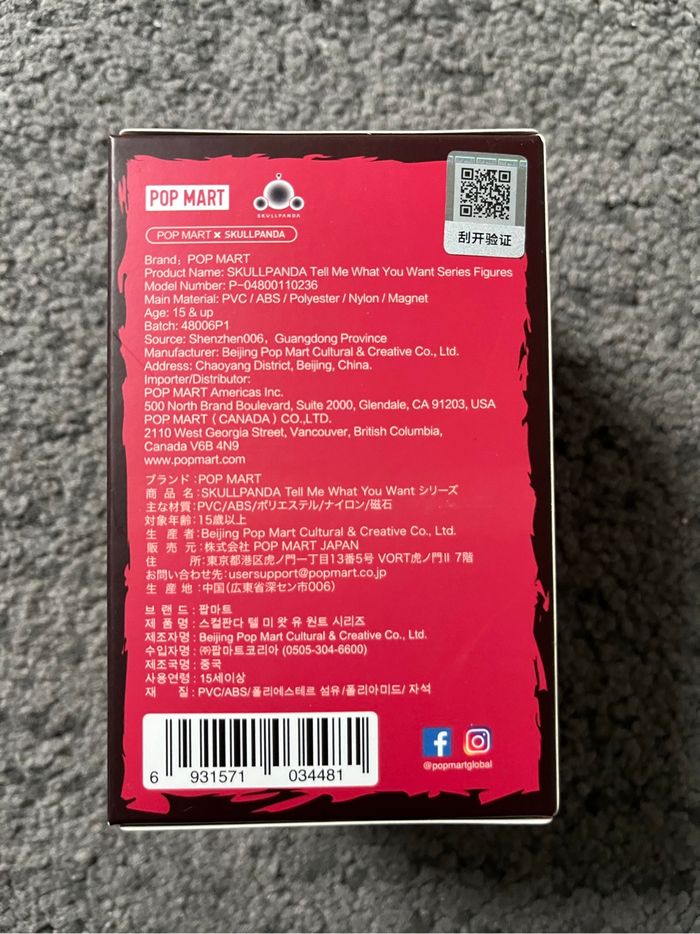 POP MART
SKULLPANDA
POP MART × SKULLPANDA
刮开验证
Brand: POP MART
Product Name: SKULLPANDA Tell Me What You Want Series Figures
Model Number: P-04800110236
Main Material: PVC / ABS / Polyester / Nylon / Magnet
Age: 15 & up
Batch: 48006P1
Source: Shenzhen006, Guangdong Province
Manufacturer: Beijing Pop Mart Cultural & Creative Co., Ltd.
Address: Chaoyang District, Beijing, China.
Importer/Distributor:
POP MART Americas Inc.
500 North Brand Boulevard, Suite 2000, Glendale, CA 91203, USA
POP MART (CANADA) CO.,LTD.
2110 West Georgia Street, Vancouver, British Columbia,
Canada V6B 4N9
www.popmart.com
ブランド:POP MART
商 品 名:SKULLPANDA Tell Me What You Want シリーズ
主な材質:PVC/ABS/ポリエステル/ナイロン/磁石
対象年齢:15歳以上
生 産 者:Beijing Pop Mart Cultural & Creative Co., Ltd.
販 売 元:株式会社 POP MART JAPAN
住 所:東京都港区虎ノ門一丁目13番5号 VORT虎ノ門II 7階
お問い合わせ先:usersupport@popmart.co.jp
生 産 地:中国(広東省深セン市006)
브 랜 드 : 팝마트
제 품 명 : 스컬판다 텔 미 왓 유 원트 시리즈
제조자명 : Beijing Pop Mart Cultural & Creative Co., Ltd.
수입자명 : ㈜팝마트코리아 (0505-304-6600)
제조국명 : 중국
사용연령 : 15세이상
재 질 : PVC/ABS/폴리에스테르 섬유/폴리아미드/ 자석
6 931571 034481
@popmartglobal